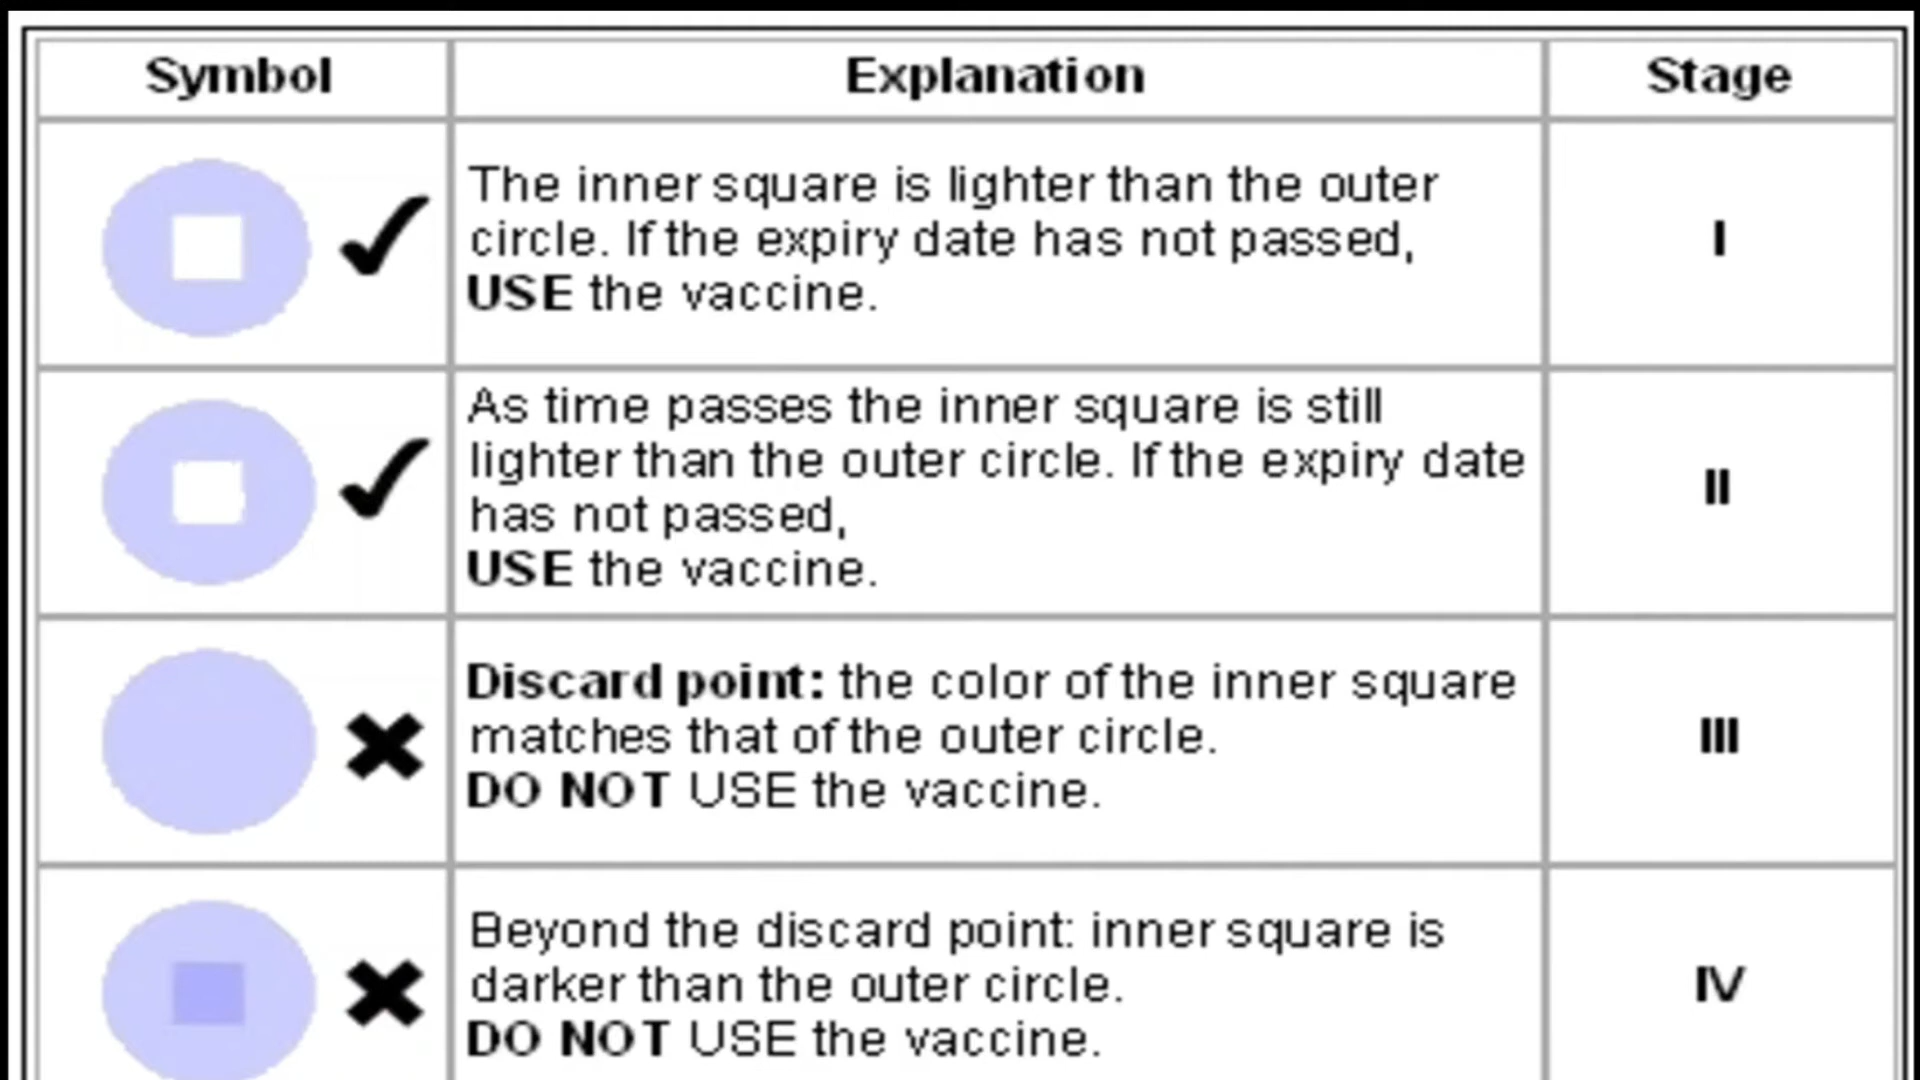 Symbol Explanation Stage
The inner square is lighter than the outer
circle. If the expiry date has not passed,
USE the vaccine.
I
As time passes the inner square is still
lighter than the outer circle. If the expiry date
has not passed,
USE the vaccine.
II
Discard point: the color of the inner square
matches that of the outer circle.
DO NOT USE the vaccine.
III
Beyond the discard point: inner square is
darker than the outer circle.
DO NOT USE the vaccine.
IV